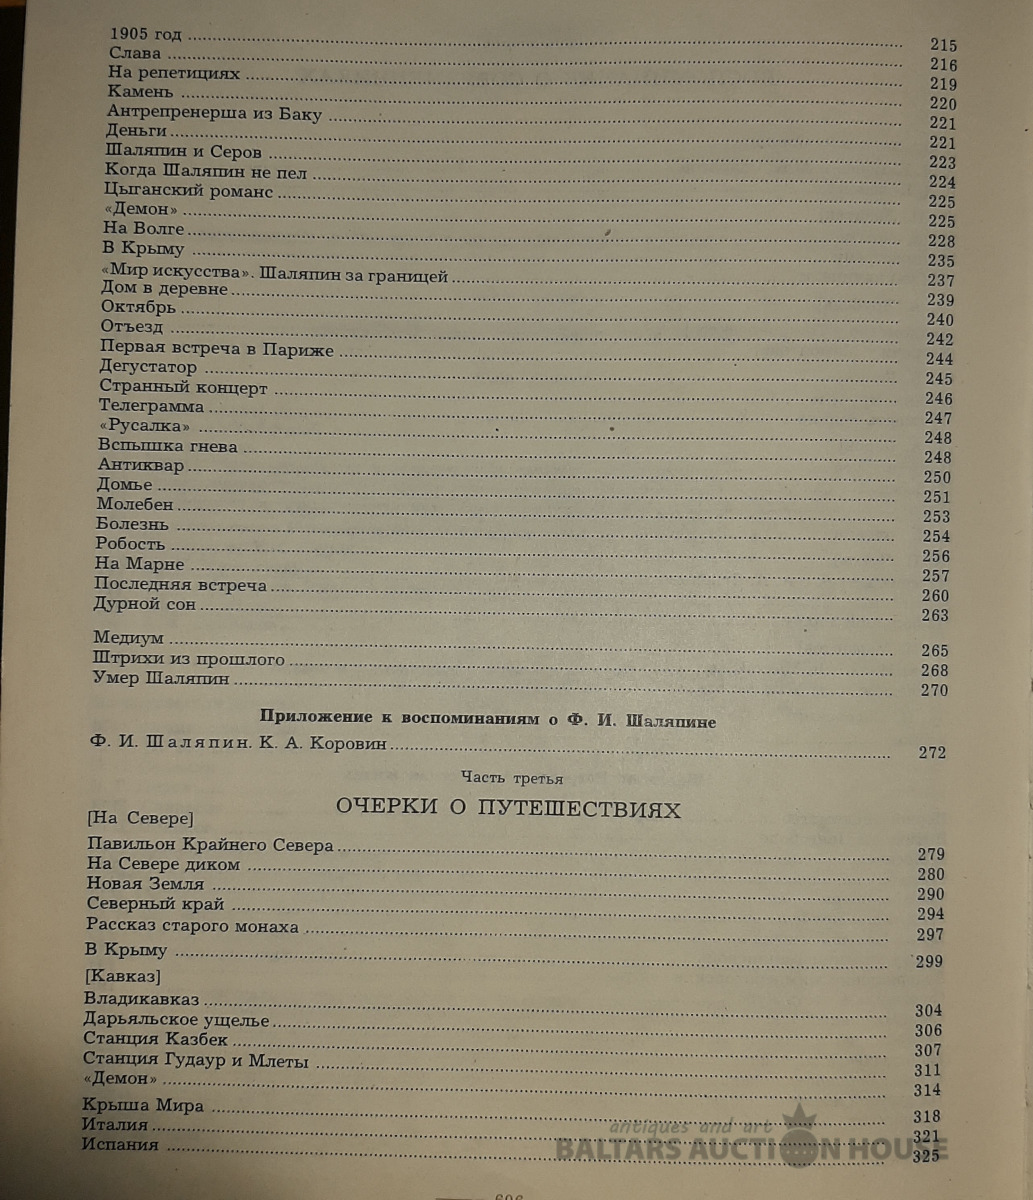 1905 год ........ 215
Слава ........ 216
На репетициях ........ 219
Камень ........ 220
Антрепренерша из Баку ........ 221
Деньги ........ 221
Шаляпин и Серов ........ 223
Когда Шаляпин не пел ........ 224
Цыганский романс ........ 225
«Демон» ........ 225
На Волге ........ 228
В Крыму ........ 235
«Мир искусства». Шаляпин за границей ........ 237
Дом в деревне ........ 239
Октябрь ........ 240
Отъезд ........ 242
Первая встреча в Париже ........ 244
Дегустатор ........ 245
Странный концерт ........ 246
Телеграмма ........ 247
«Русалка» ........ 248
Вспышка гнева ........ 248
Антиквар ........ 250
Домье ........ 251
Молебен ........ 253
Болезнь ........ 254
Робость ........ 256
На Марне ........ 257
Последняя встреча ........ 260
Дурной сон ........ 263
Медиум ........ 265
Штрихи из прошлого ........ 268
Умер Шаляпин ........ 270
Приложение к воспоминаниям о Ф. И. Шаляпине
Ф. И. Шаляпин. К. А. Коровин ........ 272
Часть третья
ОЧЕРКИ О ПУТЕШЕСТВИЯХ
[На Севере]
Павильон Крайнего Севера ........ 279
На Севере диком ........ 280
Новая Земля ........ 290
Северный край ........ 294
Рассказ старого монаха ........ 297
В Крыму ........ 299
[Кавказ]
Владикавказ ........ 304
Дарьяльское ущелье ........ 306
Станция Казбек ........ 307
Станция Гудаур и Млеты ........ 311
«Демон» ........ 314
Крыша Мира ........ 318
Италия ........ 321
Испания ........ 325
antiques and art
BALTARS AUCTION HOUSE